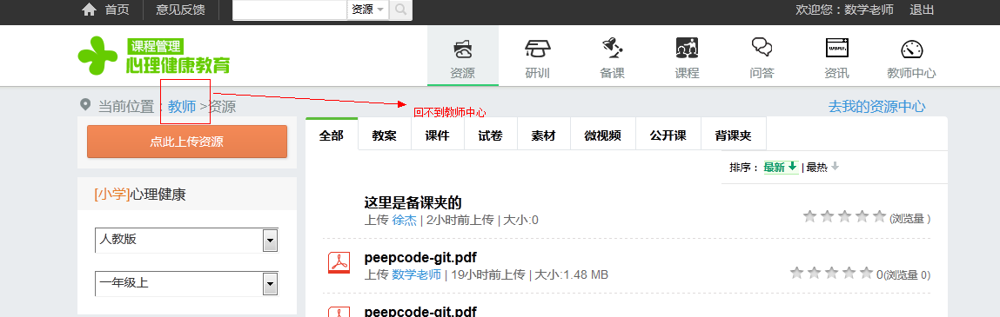 首页 意见反馈 资源 欢迎您：数学老师 退出
课程管理
心理健康教育
资源 研训 备课 课程 问答 资讯 教师中心
www.
当前位置：教师 >资源 去我的资源中心
回不到教师中心
点此上传资源
全部 教案 课件 试卷 素材 微视频 公开课 背课夹
排序： 最新 | 最热
[小学]心理健康
人教版
一年级上
这里是备课夹的
上传 徐杰 | 2小时前上传 | 大小:0
(浏览量 )
peepcode-git.pdf
上传 数学老师 | 19小时前上传 | 大小:1.48 MB
0(浏览量 0)
peepcode-git.pdf